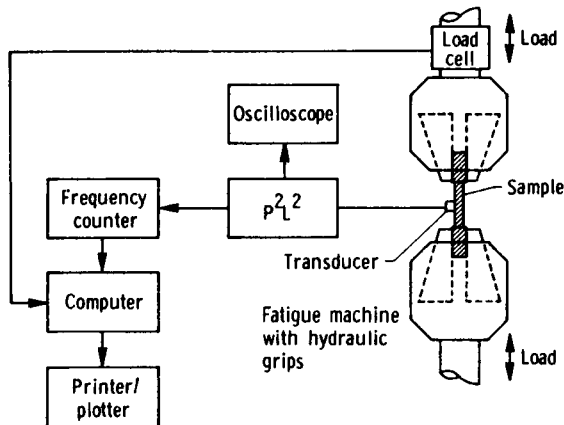 Load
cell
Load
Oscilloscope
Sample
Frequency
counter
P²L²
Transducer
Computer
Fatigue machine
with hydraulic
grips
Load
Printer/
plotter